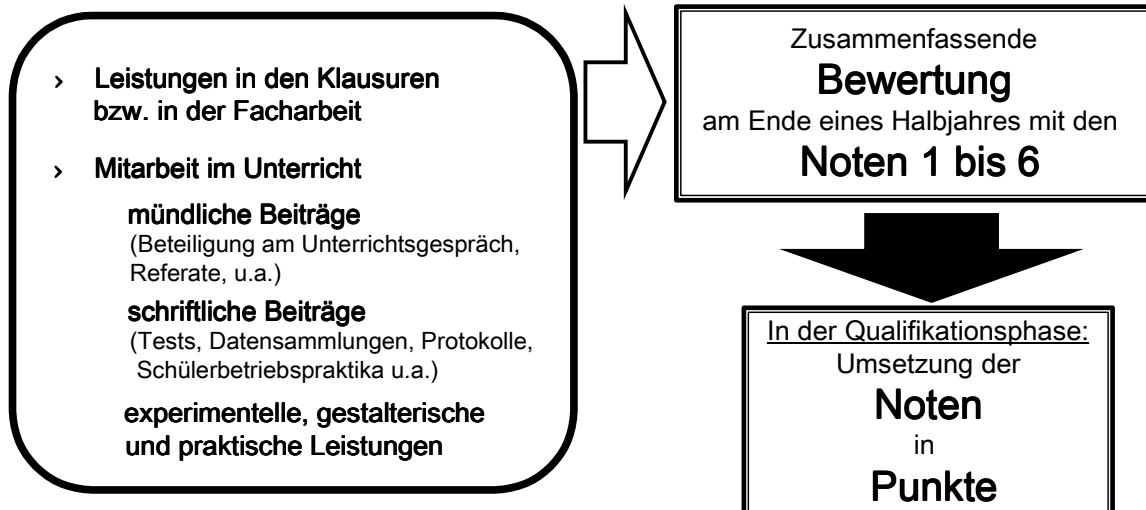 › Leistungen in den Klausuren
bzw. in der Facharbeit
› Mitarbeit im Unterricht
mündliche Beiträge
(Beteiligung am Unterrichtsgespräch,
Referate, u.a.)
schriftliche Beiträge
(Tests, Datensammlungen, Protokolle,
Schülerbetriebspraktika u.a.)
experimentelle, gestalterische
und praktische Leistungen
Zusammenfassende
Bewertung
am Ende eines Halbjahres mit den
Noten 1 bis 6
In der Qualifikationsphase:
Umsetzung der
Noten
in
Punkte